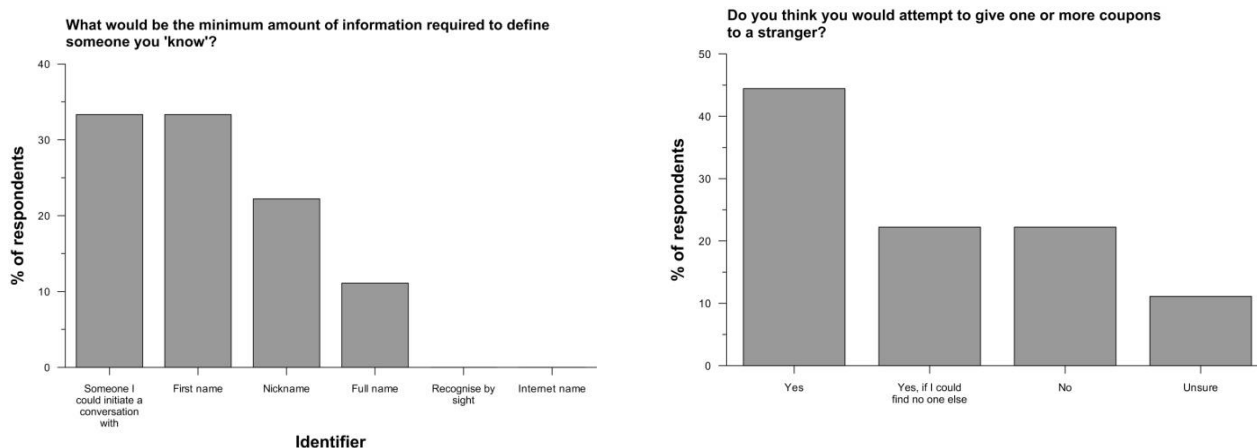 What would be the minimum amount of information required to define
someone you 'know'?
40
30
20
10
0
% of respondents
Someone I
could initiate a
conversation
with
First name
Nickname
Full name
Recognise by
sight
Internet name
Identifier
Do you think you would attempt to give one or more coupons
to a stranger?
50
40
30
20
10
0
% of respondents
Yes
Yes, if I could
find no one else
No
Unsure